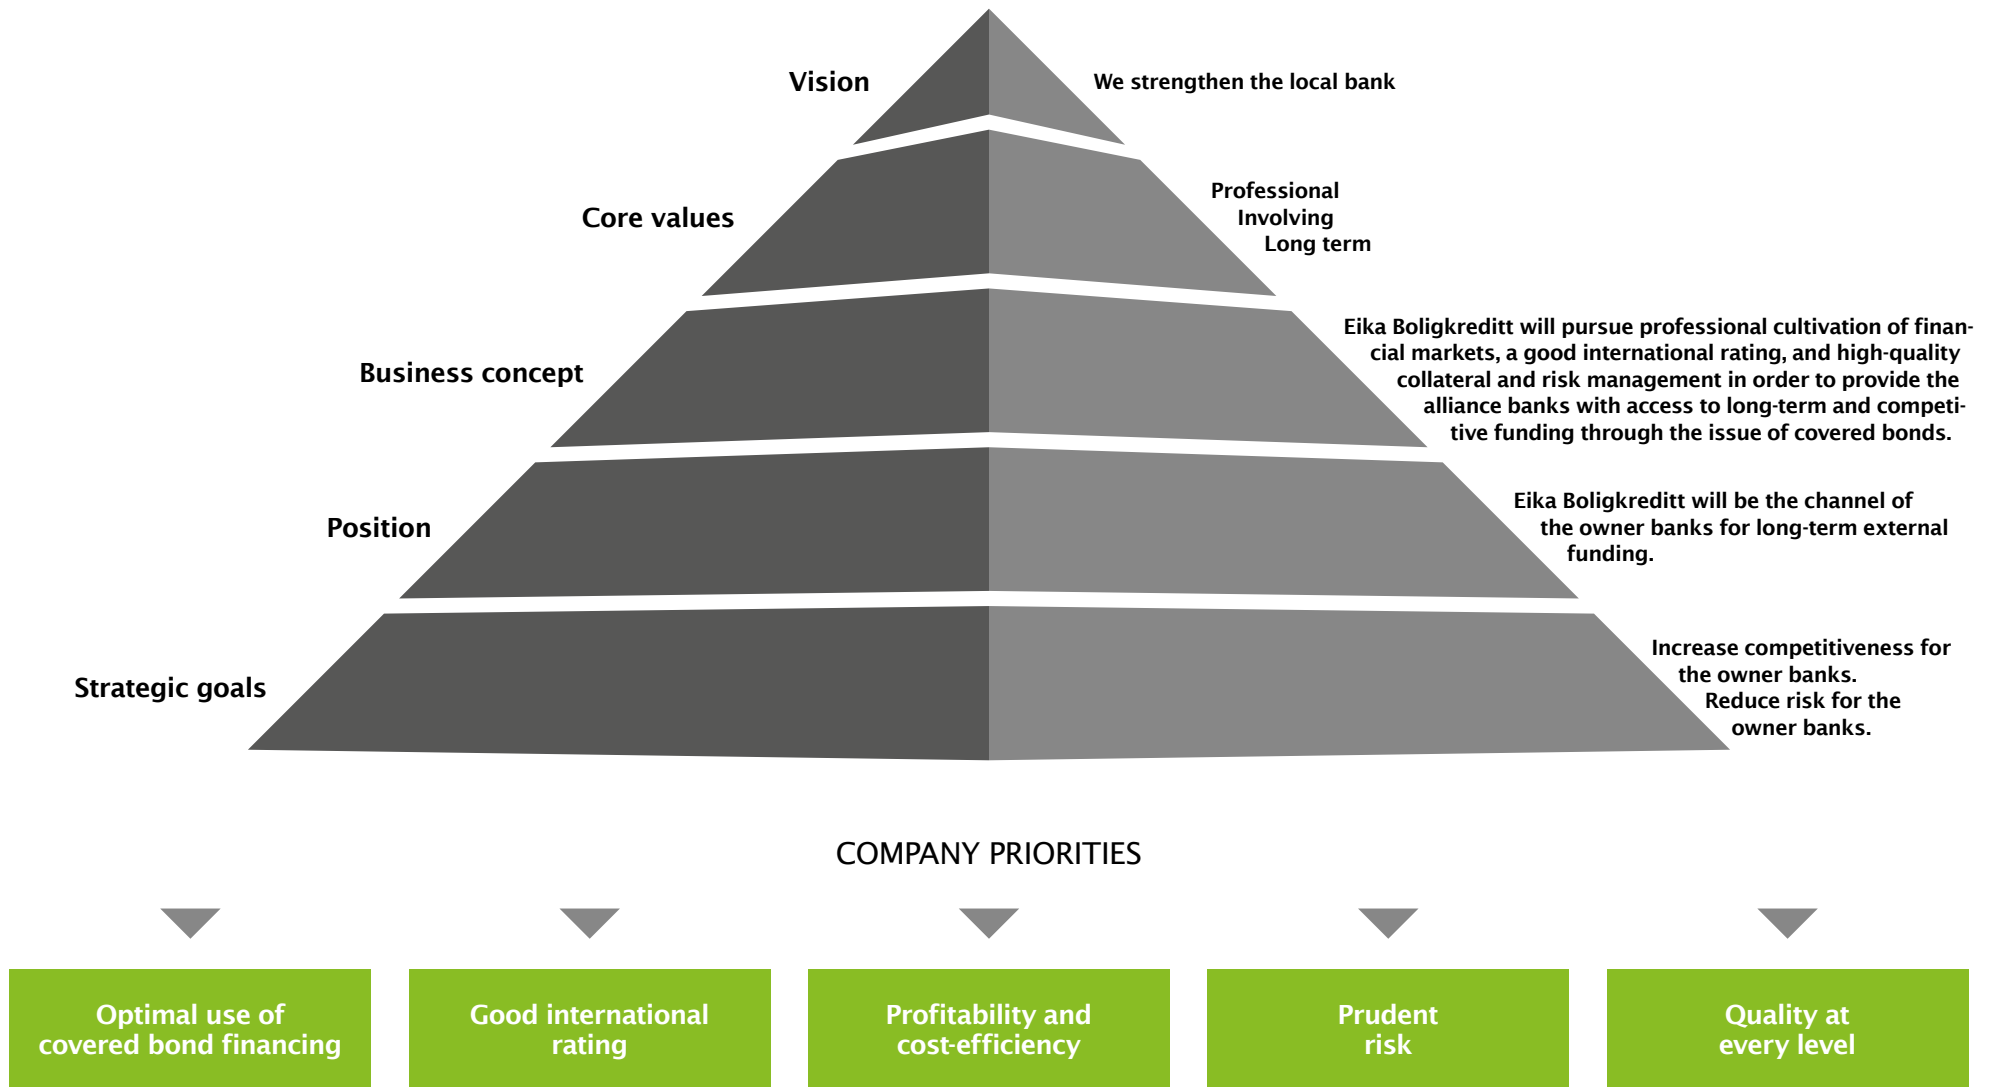 Vision
We strengthen the local bank
Core values
Professional
Involving
Long term
Business concept
Eika Boligkreditt will pursue professional cultivation of finan-
cial markets, a good international rating, and high-quality
collateral and risk management in order to provide the
alliance banks with access to long-term and competi-
tive funding through the issue of covered bonds.
Position
Eika Boligkreditt will be the channel of
the owner banks for long-term external
funding.
Strategic goals
Increase competitiveness for
the owner banks.
Reduce risk for the
owner banks.
COMPANY PRIORITIES
Optimal use of
covered bond financing
Good international
rating
Profitability and
cost-efficiency
Prudent
risk
Quality at
every level